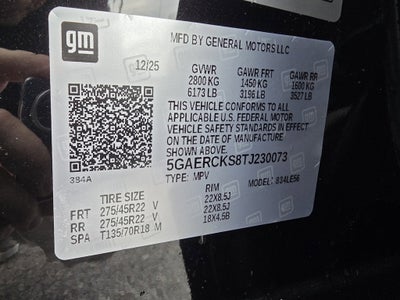 gm
MFD BY GENERAL MOTORS LLC
12/25 GVWR GAWR FRT GAWR RR
2800 KG 1450 KG 1600 KG
6173 LB 3196 LB 3527 LB
THIS VEHICLE CONFORMS TO ALL
APPLICABLE U.S. FEDERAL MOTOR
VEHICLE SAFETY STANDARDS IN EFFECT
ON THE DATE OF MANUFACTURE
SHOWN ABOVE.
384A 5GAERCKS8TJ230073
TYPE: MPV MODEL: 834LE56
TIRE SIZE RIM
FRT 275/45R22 V 22X8.5J
RR 275/45R22 V 22X8.5J
SPA T135/70R18 M 18X4.5B